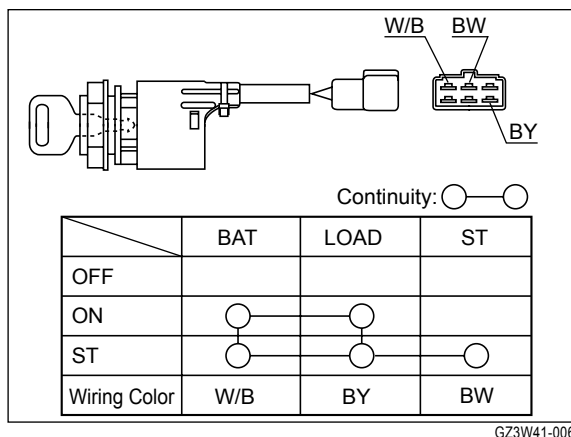 W/B BW
BY
Continuity:
BAT LOAD ST
OFF
ON
ST
Wiring Color W/B BY BW
GZ3W41-006